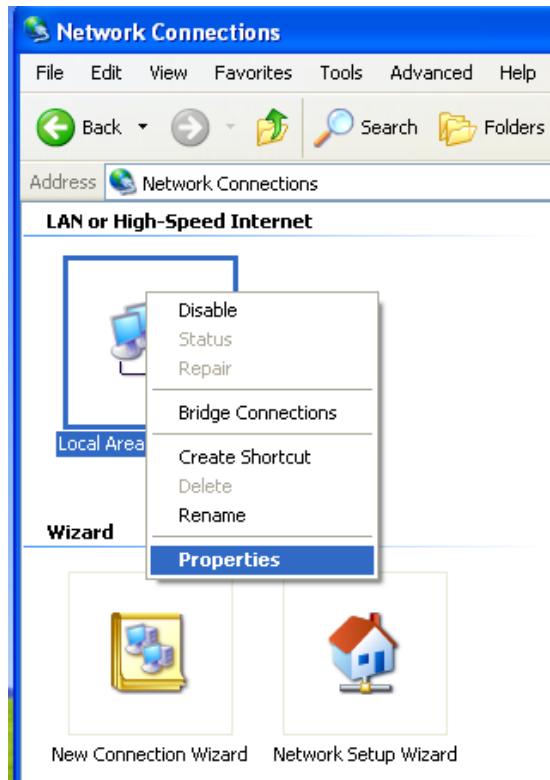 Network Connections
File Edit View Favorites Tools Advanced Help
Back Search Folders
Address Network Connections
LAN or High-Speed Internet
Disable
Status
Repair
Bridge Connections
Local Area
Create Shortcut
Delete
Rename
Wizard
Properties
New Connection Wizard Network Setup Wizard